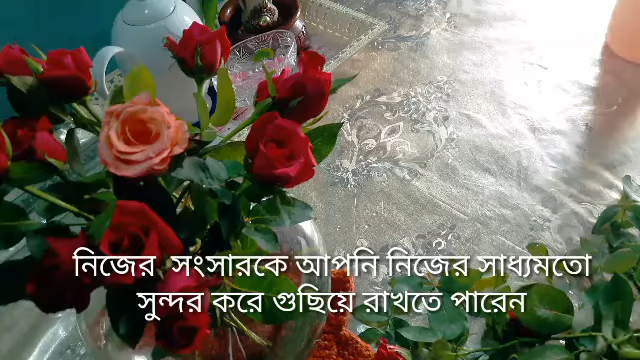 নিজের সংসারকে আপনি নিজের সাধ্যমতো
সুন্দর করে গুছিয়ে রাখতে পারেন